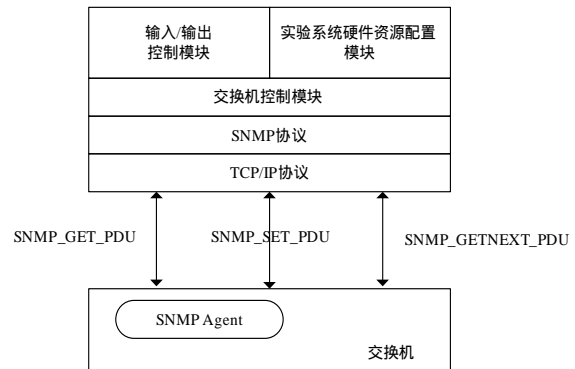 输入/输出
控制模块
实验系统硬件资源配置
模块
交换机控制模块
SNMP协议
TCP/IP协议
SNMP_GET_PDU
SNMP_SET_PDU
SNMP_GETNEXT_PDU
SNMP Agent
交换机